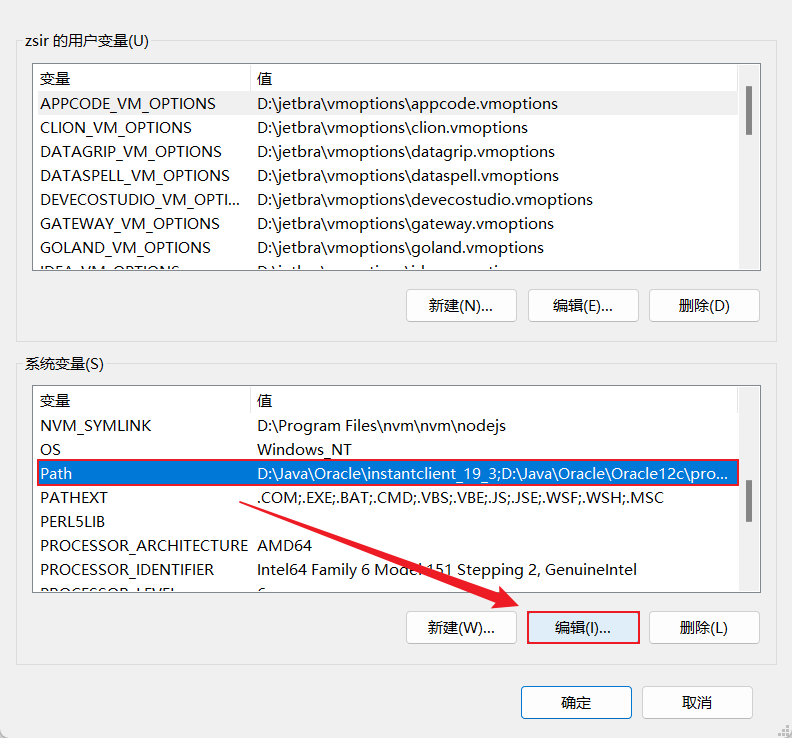 zsir 的用户变量(U)
变量 值
APPCODE_VM_OPTIONS D:\jetbra\vmoptions\appcode.vmoptions
CLION_VM_OPTIONS D:\jetbra\vmoptions\clion.vmoptions
DATAGRIP_VM_OPTIONS D:\jetbra\vmoptions\datagrip.vmoptions
DATASPELL_VM_OPTIONS D:\jetbra\vmoptions\dataspell.vmoptions
DEVECOSTUDIO_VM_OPTI... D:\jetbra\vmoptions\devecostudio.vmoptions
GATEWAY_VM_OPTIONS D:\jetbra\vmoptions\gateway.vmoptions
GOLAND_VM_OPTIONS D:\jetbra\vmoptions\goland.vmoptions
新建(N)... 编辑(E)... 删除(D)
系统变量(S)
变量 值
NVM_SYMLINK D:\Program Files\nvm\nvm\nodejs
OS Windows_NT
Path D:\Java\Oracle\instantclient_19_3;D:\Java\Oracle\Oracle12c\pro...
PATHEXT .COM;.EXE;.BAT;.CMD;.VBS;.VBE;.JS;.JSE;.WSF;.WSH;.MSC
PERL5LIB
PROCESSOR_ARCHITECTURE AMD64
PROCESSOR_IDENTIFIER Intel64 Family 6 Model 151 Stepping 2, GenuineIntel
新建(W)... 编辑(I)... 删除(L)
确定 取消